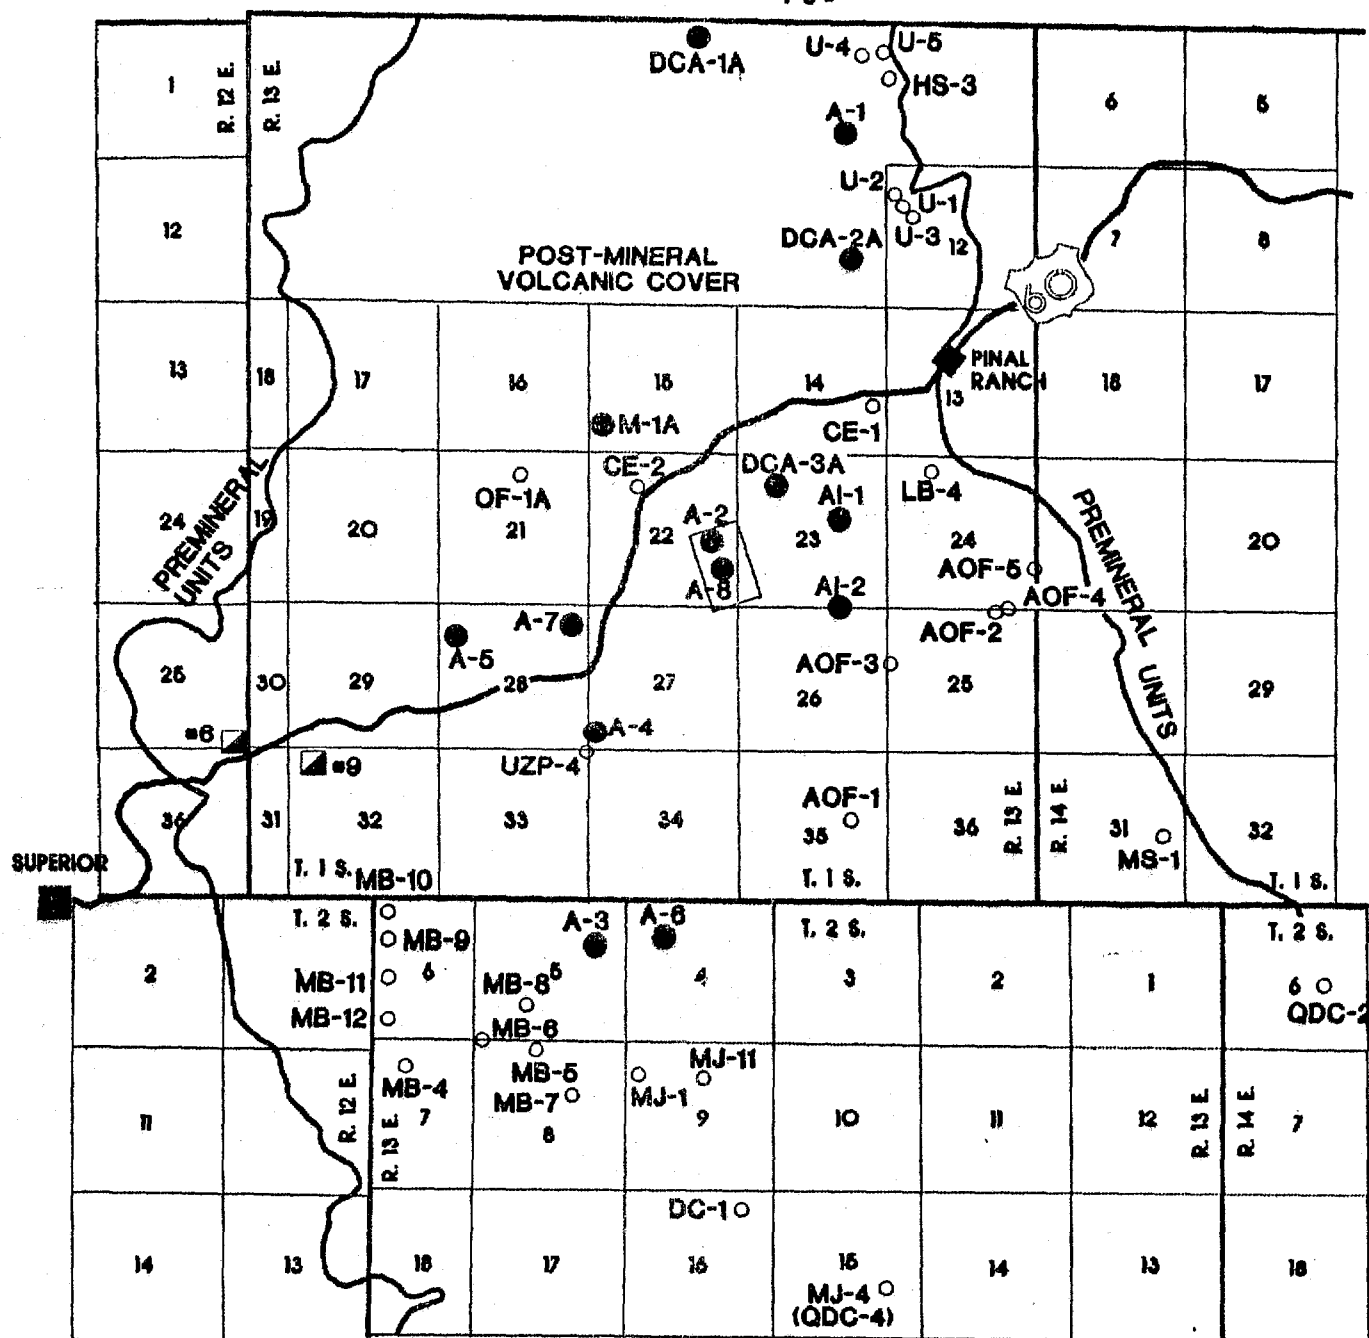 DCA-1A
U-4
U-5
HS-3
1
R. 12 E.
R. 13 E.
A-1
6
5
U-2
U-1
U-3
12
DCA-2A
12
7
8
POST-MINERAL
VOLCANIC COVER
13
18
17
16
15
14
PINAL
RANCH
13
18
17
M-1A
CE-1
CE-2
DCA-3A
OF-1A
AI-1
LB-4
PREMINERAL
UNITS
24
19
20
21
22
A-2
23
24
20
PREMINERAL UNITS
A-8
AI-2
AOF-5
AOF-4
AOF-2
A-7
A-5
AOF-3
25
30
29
28
27
26
25
29
A-4
#9
UZP-4
AOF-1
36
31
32
33
34
35
36
R. 13 E.
R. 14 E.
31
32
MS-1
SUPERIOR
T. 1 S.
MB-10
T. 1 S.
T. 1 S.
T. 2 S.
A-3
A-6
T. 2 S.
T. 2 S.
MB-9
2
MB-11
6
MB-8
5
4
3
2
1
6
QDC-2
MB-12
MB-6
MB-5
MJ-11
MB-4
MB-7
MJ-1
11
R. 12 E.
R. 13 E.
7
8
9
10
11
12
R. 13 E.
R. 14 E.
7
DC-1
14
13
18
17
16
15
14
13
18
MJ-4
(QDC-4)